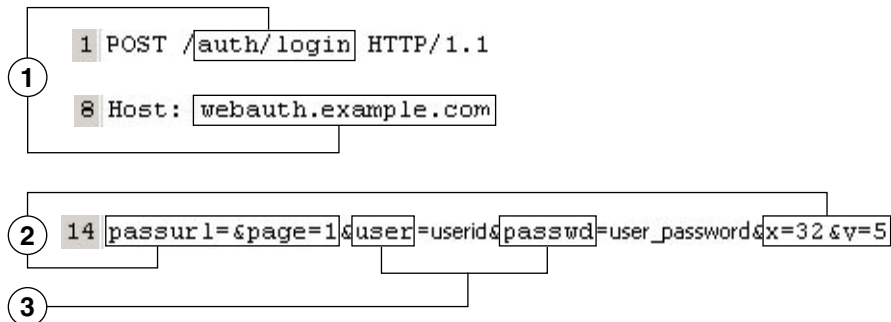 1 POST /auth/login HTTP/1.1
1
8 Host: webauth.example.com
2 14 passurl=&page=1&user=userid&passwd=user_password&x=32&y=5
3